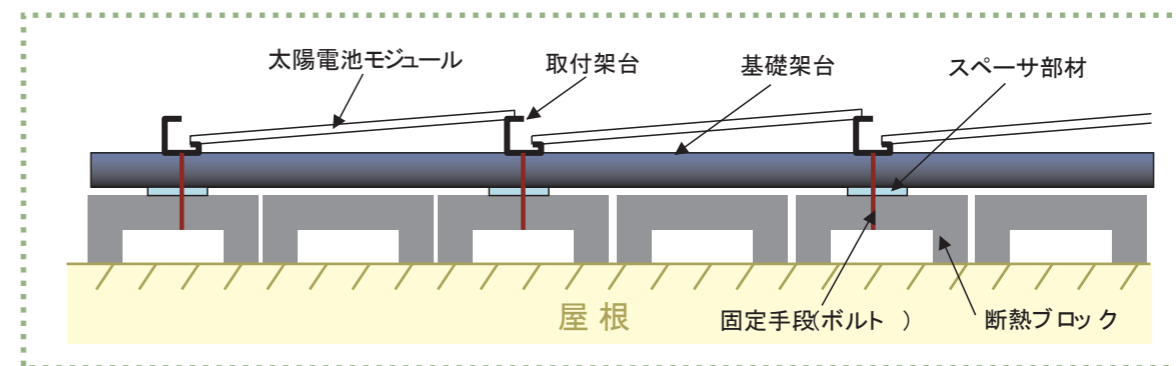 太陽電池モジュール
取付架台
基礎架台
スペーサ部材
屋根
固定手段(ボルト )
断熱ブロック